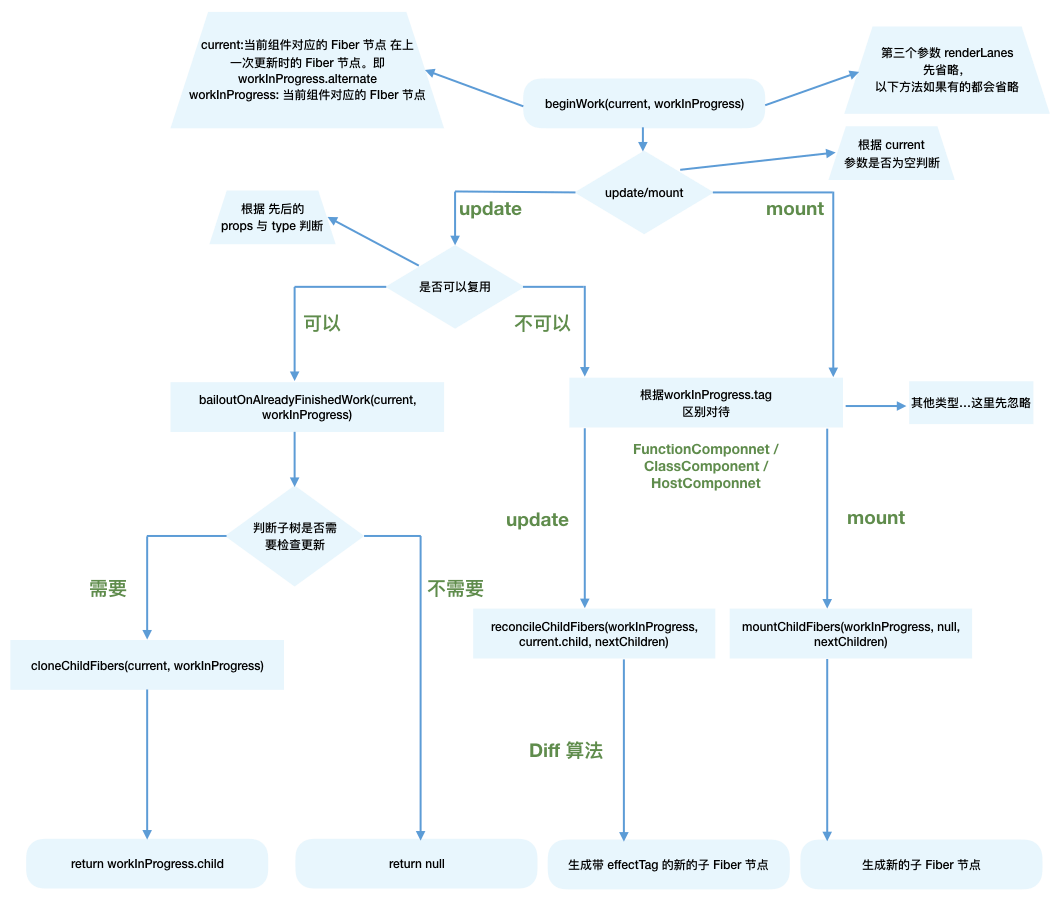 current:当前组件对应的 Fiber 节点 在上
一次更新时的 Fiber 节点。即
workInProgress.alternate
workInProgress: 当前组件对应的 FIber 节点
beginWork(current, workInProgress)
第三个参数 renderLanes
先省略,
以下方法如果有的都会省略
根据 current
参数是否为空判断
update/mount
update
mount
根据 先后的
props 与 type 判断
是否可以复用
可以
不可以
bailoutOnAlreadyFinishedWork(current,
workInProgress)
根据workInProgress.tag
区别对待
其他类型...这里先忽略
FunctionComponnet /
ClassComponent /
HostComponnet
update
mount
判断子树是否需
要检查更新
需要
不需要
reconcileChildFibers(workInProgress,
current.child, nextChildren)
mountChildFibers(workInProgress, null,
nextChildren)
cloneChildFibers(current, workInProgress)
Diff 算法
return workInProgress.child
return null
生成带 effectTag 的新的子 Fiber 节点
生成新的子 Fiber 节点